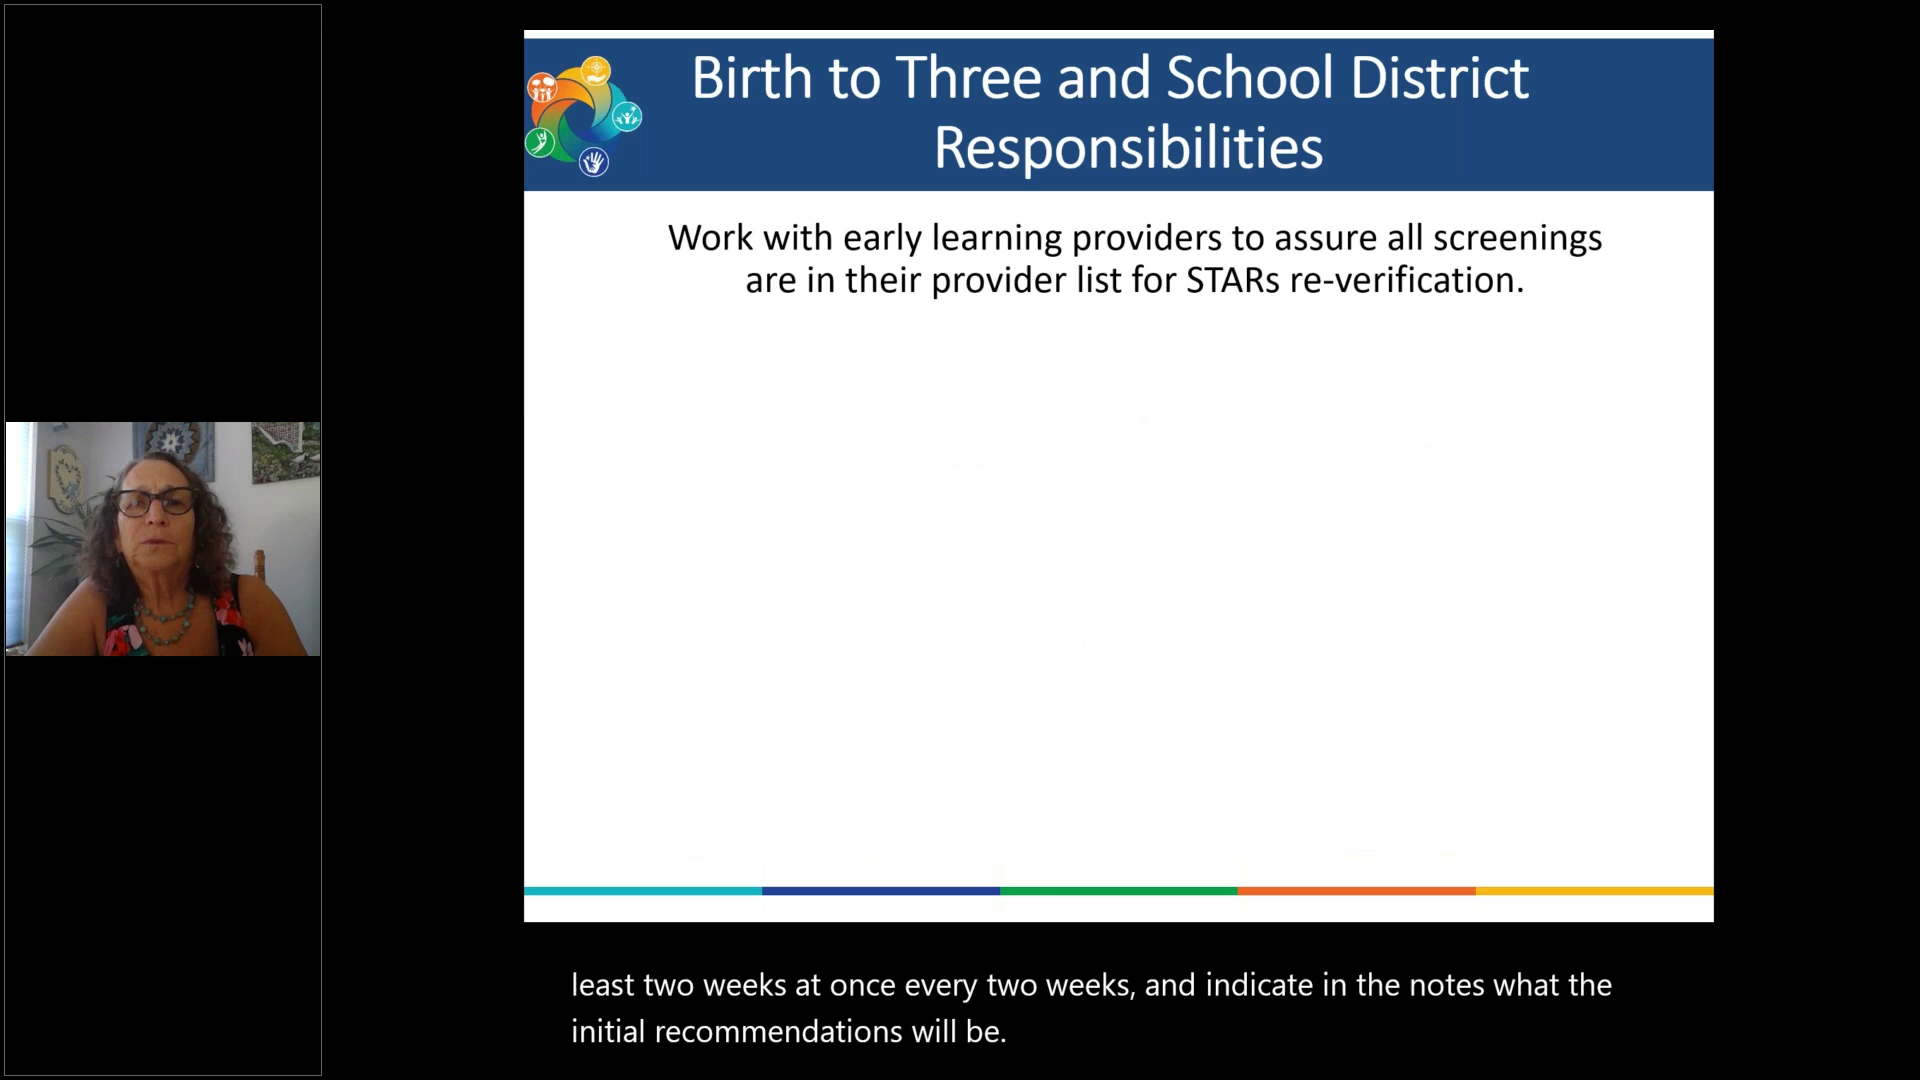 Birth to Three and School District
Responsibilities
Work with early learning providers to assure all screenings
are in their provider list for STARs re-verification.
least two weeks at once every two weeks, and indicate in the notes what the
initial recommendations will be.